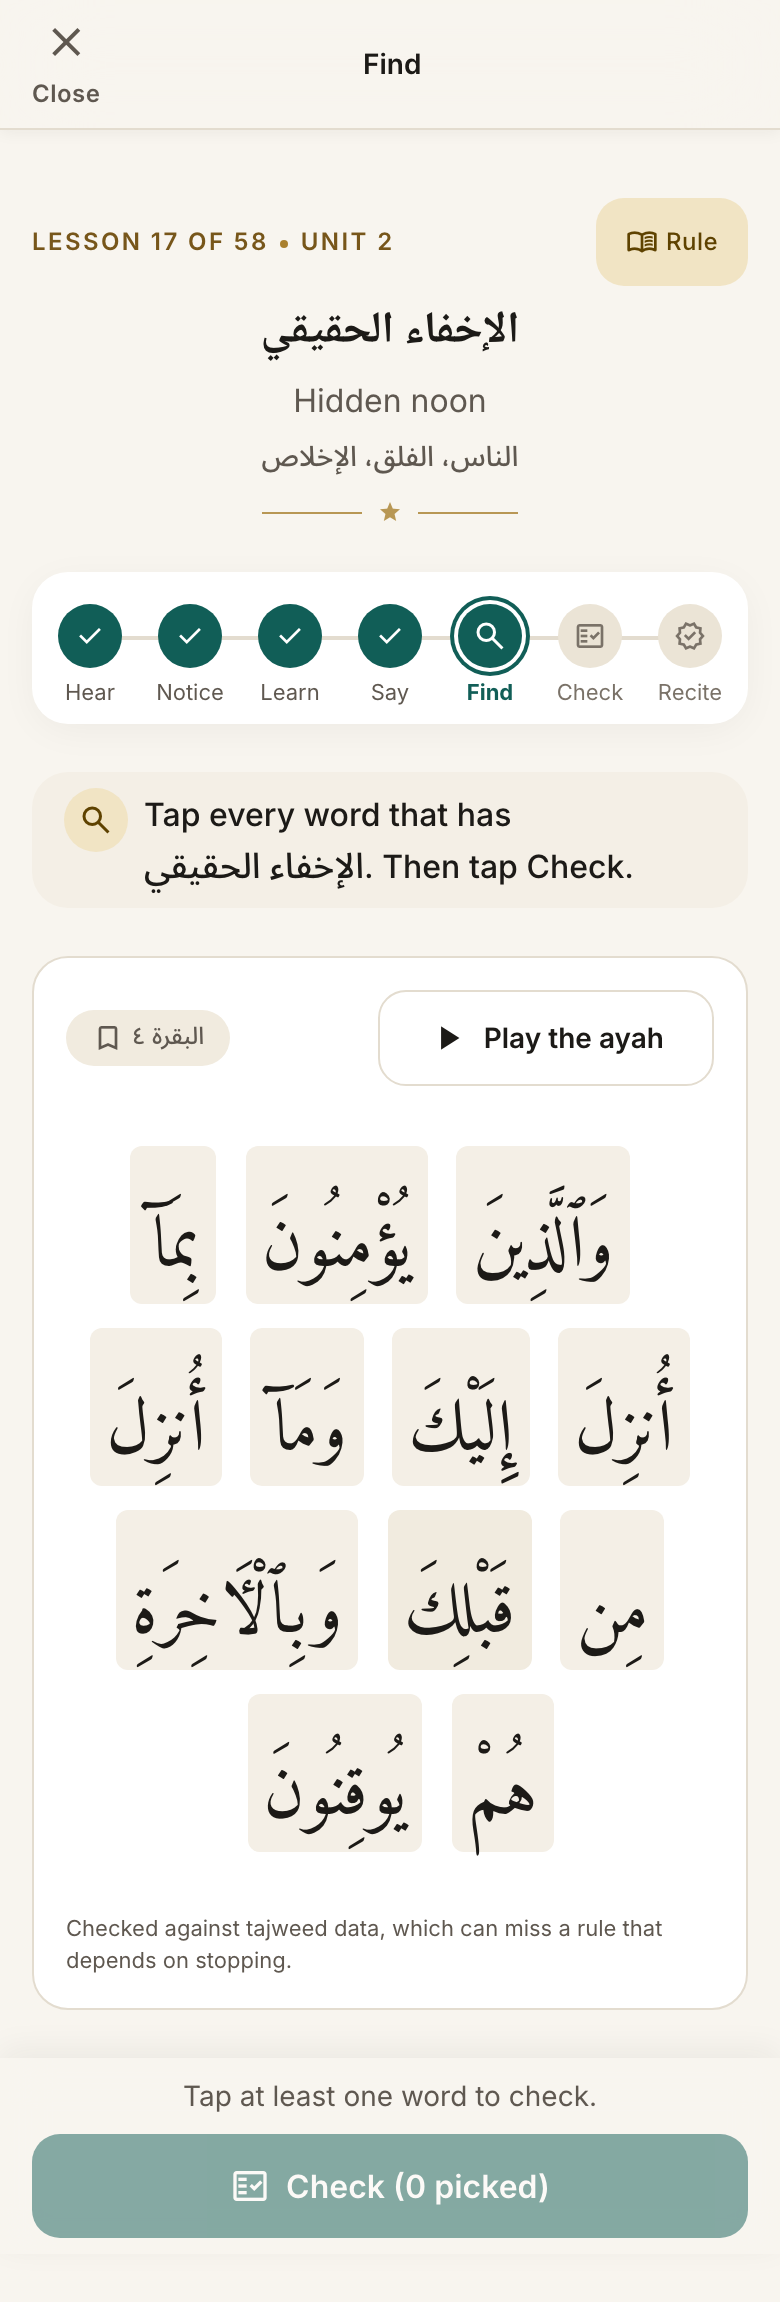 Close
Find
LESSON 17 OF 58 • UNIT 2
Rule
الإخفاء الحقيقي
Hidden noon
الناس، الفلق، الإخلاص
Hear Notice Learn Say Find Check Recite
Tap every word that has
الإخفاء الحقيقي. Then tap Check.
البقرة ٤
Play the ayah
وَٱلَّذِينَ يُؤْمِنُونَ بِمَآ
أُنزِلَ إِلَيْكَ وَمَآ أُنزِلَ
مِن قَبْلِكَ وَبِٱلْأَخِرَةِ
هُمْ يُوقِنُونَ
Checked against tajweed data, which can miss a rule that
depends on stopping.
Tap at least one word to check.
Check (0 picked)